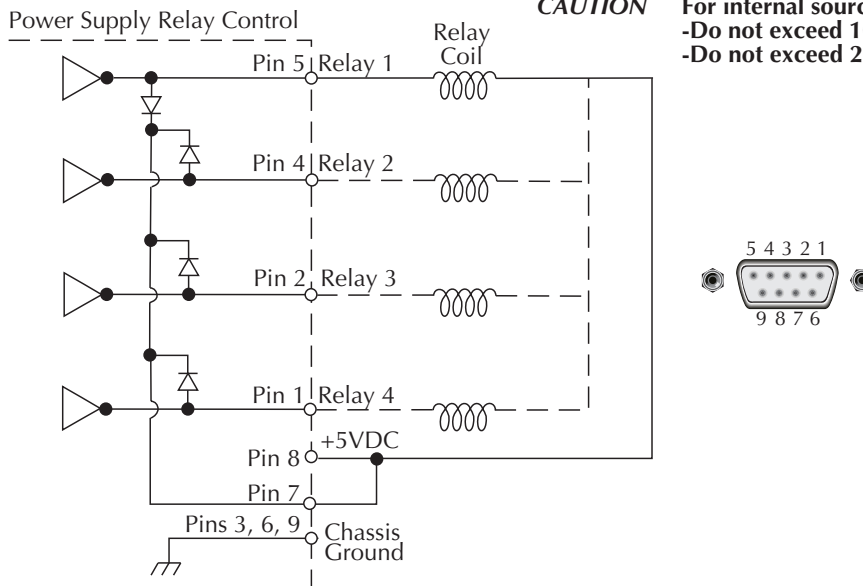 CAUTION For internal sourc
-Do not exceed 1
-Do not exceed 2
Power Supply Relay Control
Relay
Coil
Pin 5 Relay 1
Pin 4 Relay 2
Pin 2 Relay 3
Pin 1 Relay 4
+5VDC
Pin 8
Pin 7
Pins 3, 6, 9 Chassis
Ground
5 4 3 2 1
9 8 7 6